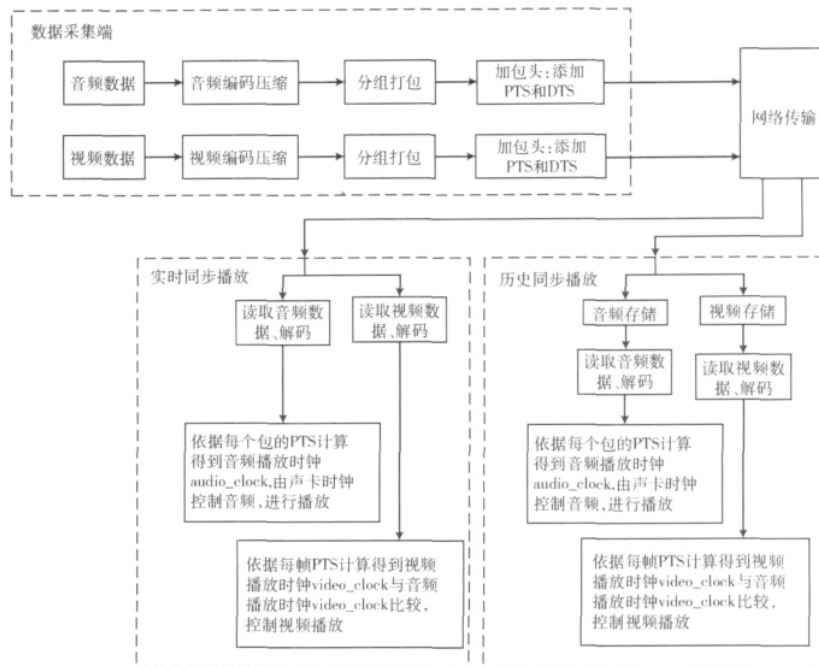 数据采集端
音频数据
音频编码压缩
分组打包
加包头:添加
PTS和DTS
网络传输
视频数据
视频编码压缩
分组打包
加包头:添加
PTS和DTS
实时同步播放
读取音频数
据、解码
读取视频数
据、解码
依据每个包的PTS计算
得到音频播放时钟
audio_clock,由声卡时钟
控制音频,进行播放
依据每帧PTS计算得到视频
播放时钟video_clock与音频
播放时钟video_clock比较,
控制视频播放
历史同步播放
音频存储
视频存储
读取音频数
据、解码
读取视频数
据、解码
依据每个包的PTS计算
得到音频播放时钟
audio_clock,由声卡时钟
控制音频,进行播放
依据每帧PTS计算得到视频
播放时钟video_clock与音频
播放时钟video_clock比较,
控制视频播放